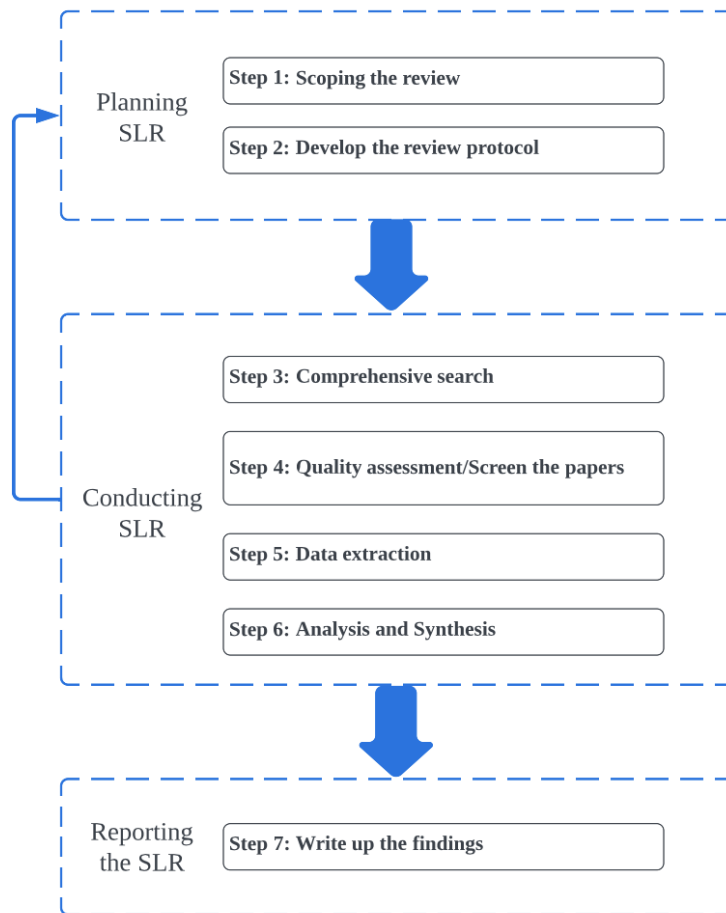 Planning
SLR
Step 1: Scoping the review
Step 2: Develop the review protocol
Conducting
SLR
Step 3: Comprehensive search
Step 4: Quality assessment/Screen the papers
Step 5: Data extraction
Step 6: Analysis and Synthesis
Reporting
the SLR
Step 7: Write up the findings